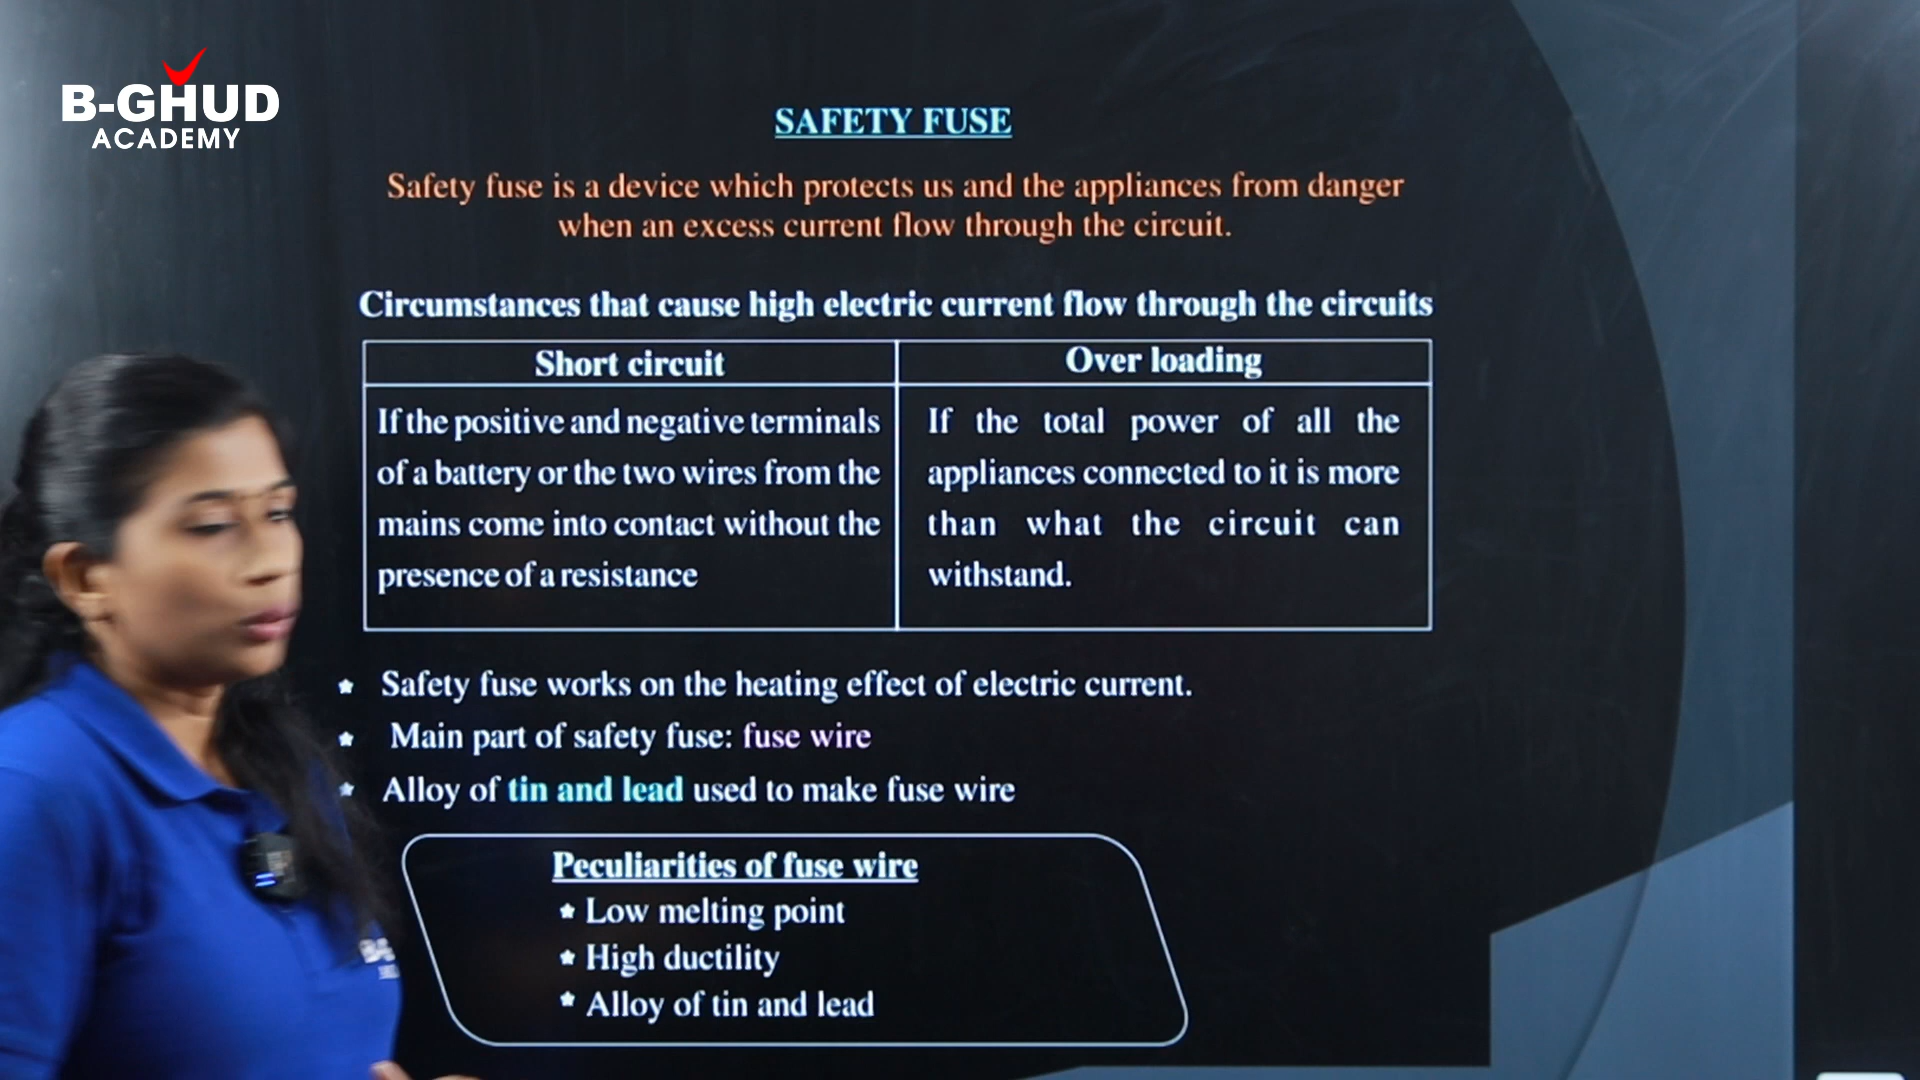 B-GHUD
ACADEMY
SAFETY FUSE
Safety fuse is a device which protects us and the appliances from danger
when an excess current flow through the circuit.
Circumstances that cause high electric current flow through the circuits
Short circuit
If the positive and negative terminals
of a battery or the two wires from the
mains come into contact without the
presence of a resistance
Over loading
If the total power of all the
appliances connected to it is more
than what the circuit can
withstand.
Safety fuse works on the heating effect of electric current.
Main part of safety fuse: fuse wire
Alloy of tin and lead used to make fuse wire
Peculiarities of fuse wire
Low melting point
High ductility
Alloy of tin and lead